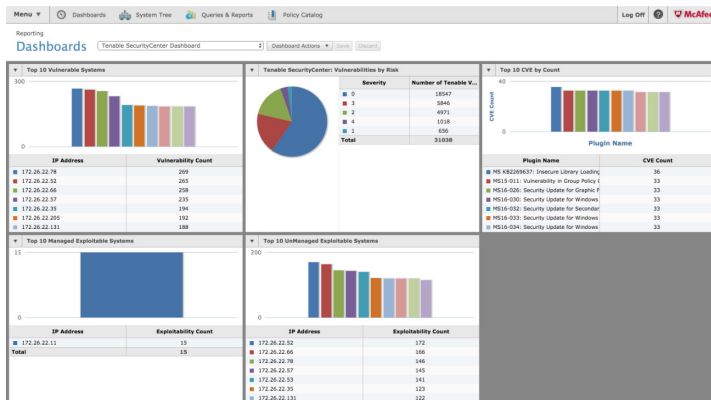 Menu ▼ Dashboards System Tree Queries & Reports Policy Catalog Log Off ? McAfee
Reporting
Dashboards Tenable SecurityCenter Dashboard Dashboard Actions ▼ Save Discard
Top 10 Vulnerable Systems
300
0
IP Address Vulnerability Count
172.26.22.78 269
172.26.22.52 265
172.26.22.66 258
172.26.22.57 235
172.26.22.35 194
172.26.22.205 192
172.26.22.131 188
Tenable SecurityCenter: Vulnerabilities by Risk
Severity Number of Tenable V...
0 18547
3 5846
2 4971
4 1018
1 656
Total 31038
Top 10 CVE by Count
40
CVE Count
0
Plugin Name
Plugin Name CVE Count
MS KB2269637: Insecure Library Loading 36
MS15-011: Vulnerability in Group Policy 33
MS16-026: Security Update for Graphic 33
MS16-030: Security Update for Windows 33
MS16-032: Security Update for Secondar 33
MS16-033: Security Update for Windows 33
MS16-034: Security Update for Windows 33
Top 10 Managed Exploitable Systems
15
0
IP Address Exploitability Count
172.26.22.11 15
Total 15
Top 10 UnManaged Exploitable Systems
200
0
IP Address Exploitability Count
172.26.22.52 172
172.26.22.66 166
172.26.22.78 146
172.26.22.57 145
172.26.22.53 141
172.26.22.35 123
172.26.22.131 122